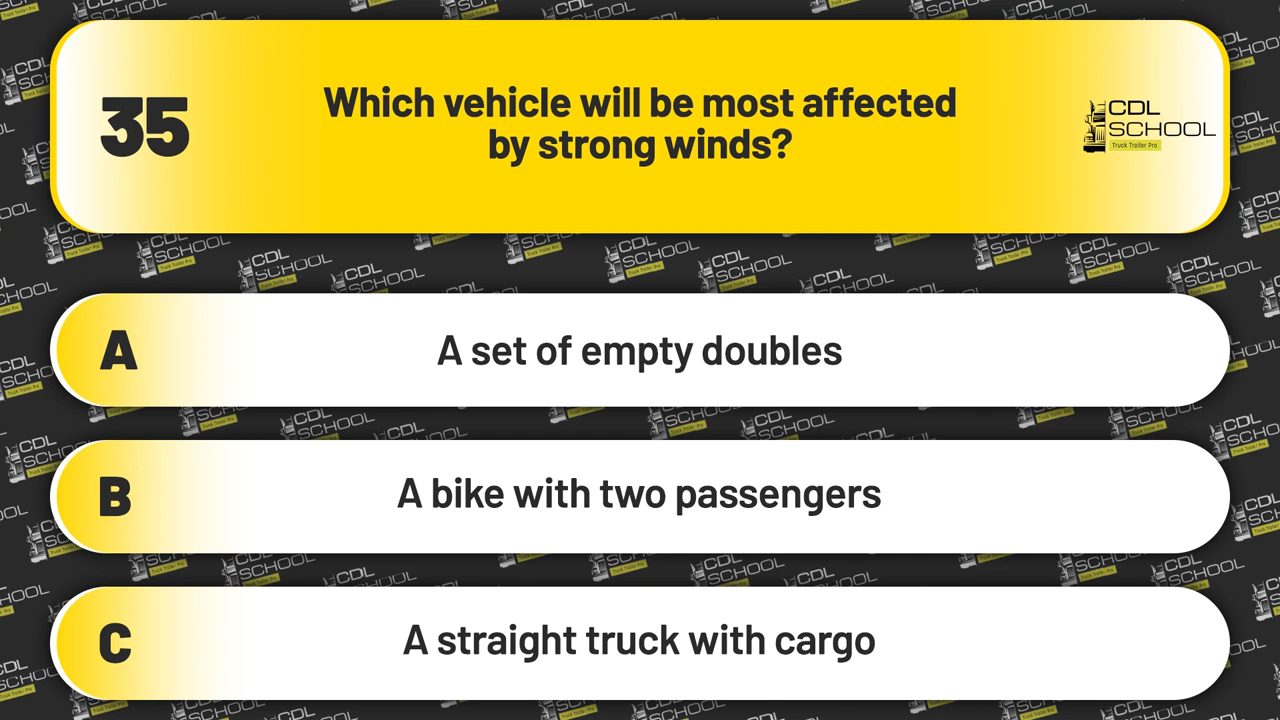 35
Which vehicle will be most affected
by strong winds?
CDL
SCHOOL
Truck Trailer Pro
A
A set of empty doubles
B
A bike with two passengers
C
A straight truck with cargo